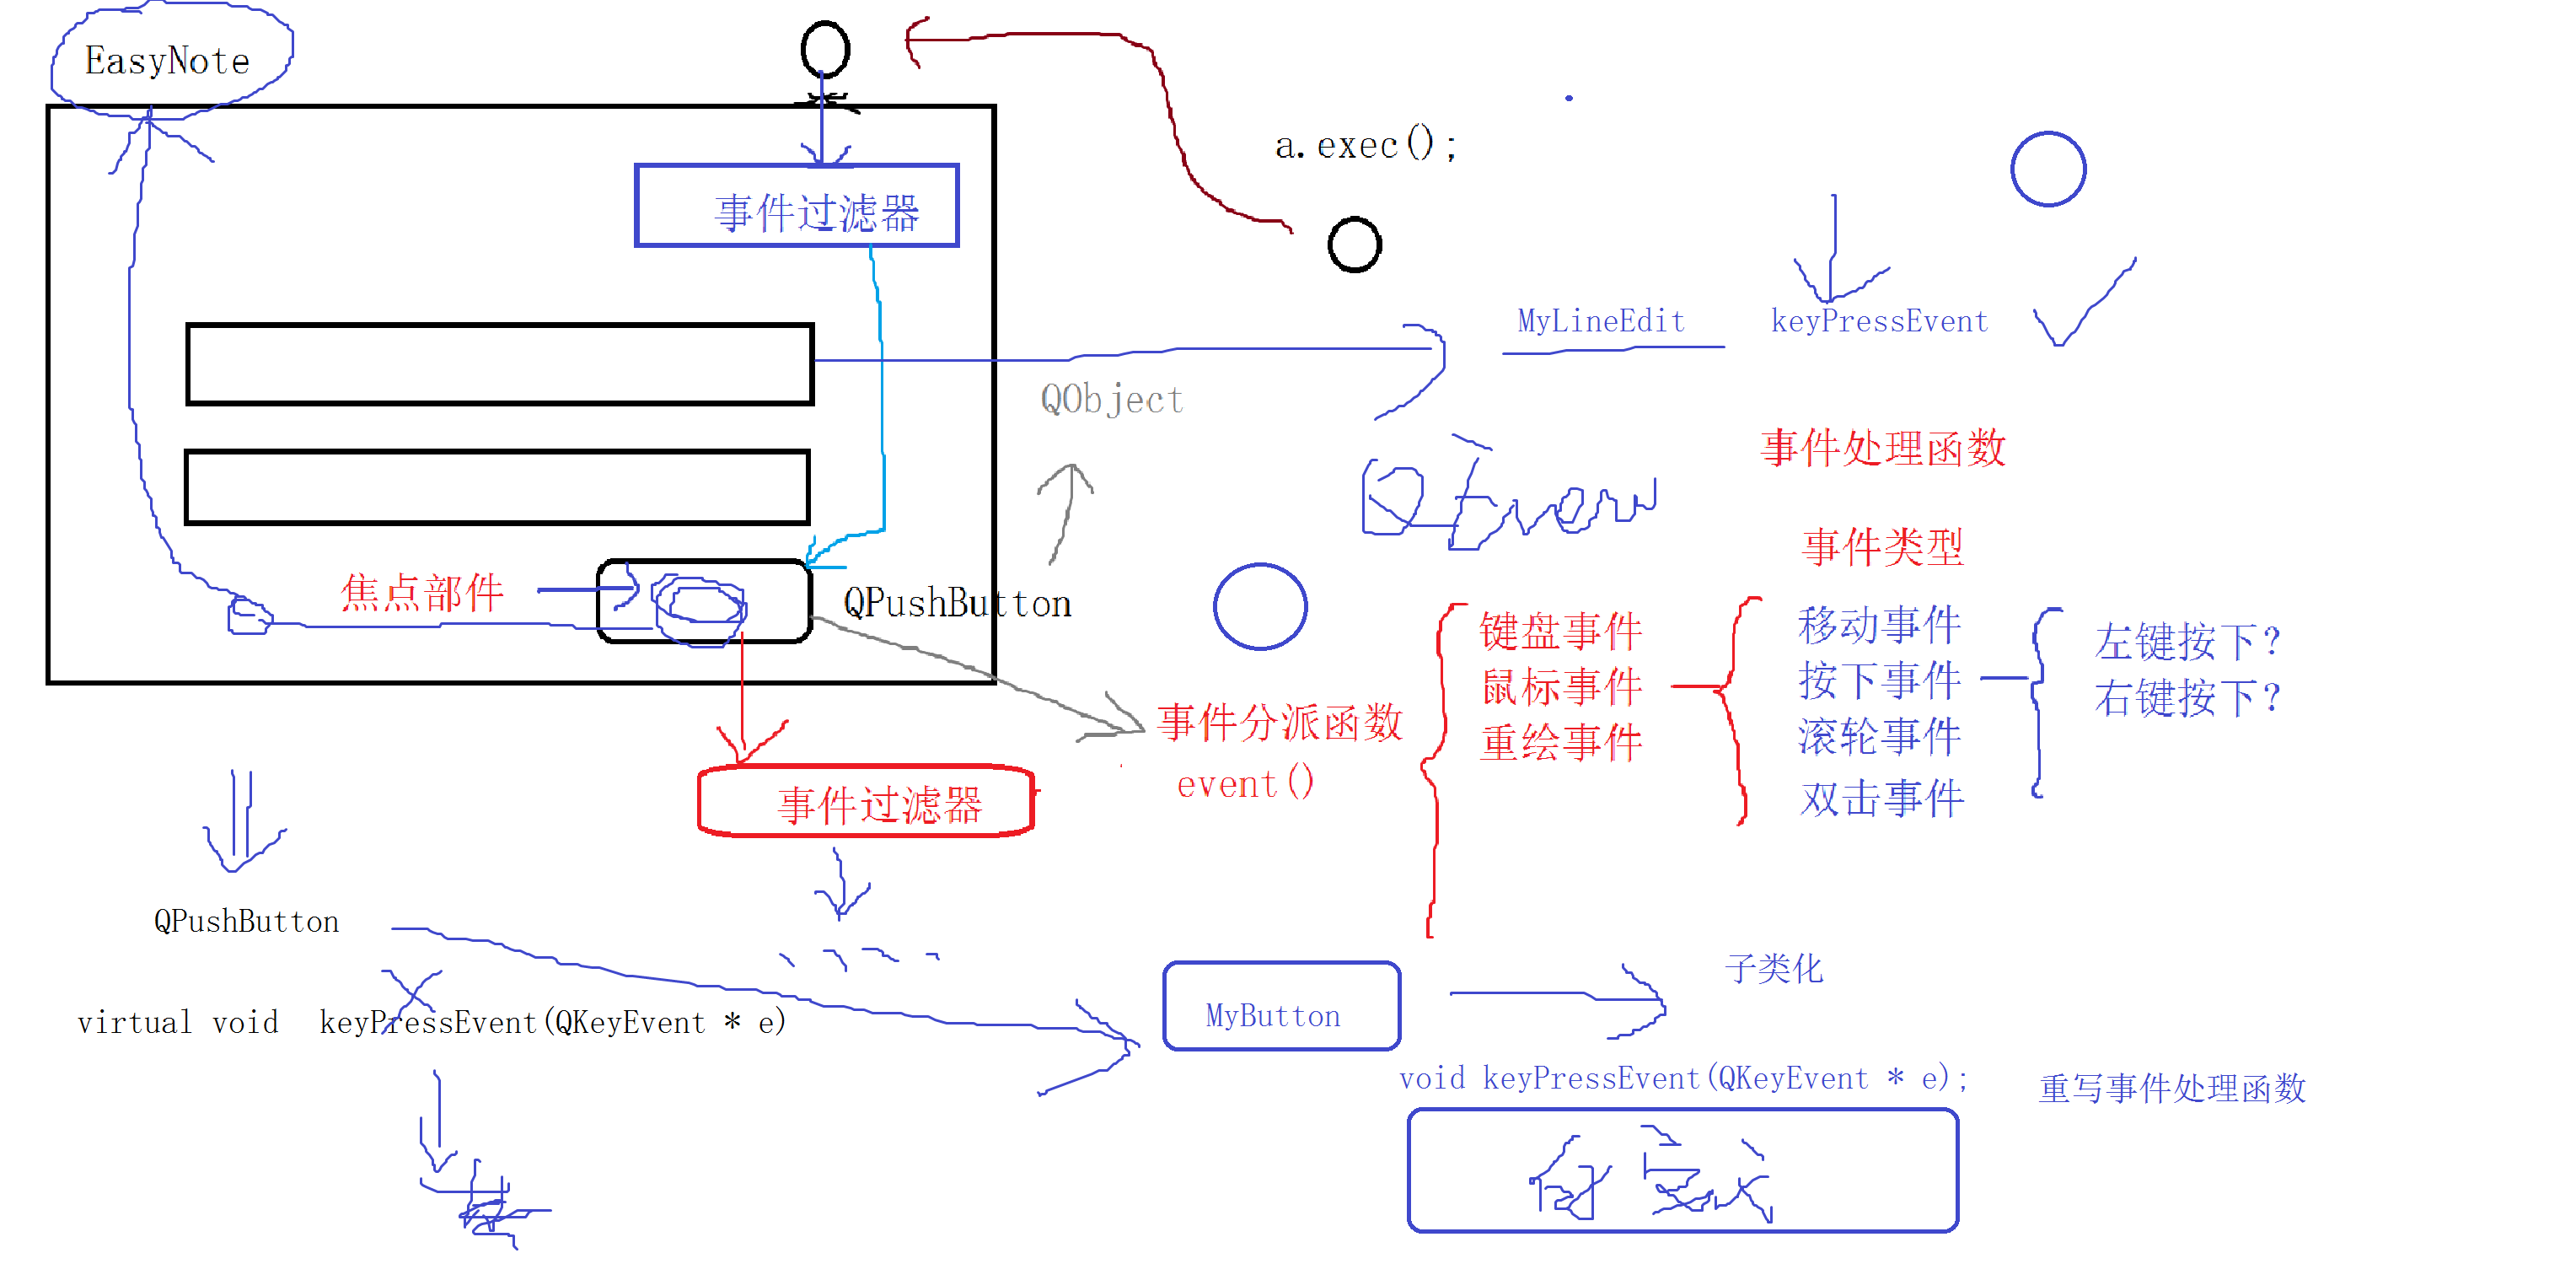 EasyNote
a.exec();
事件过滤器
MyLineEdit
keyPressEvent
QObject
事件处理函数
QEvent
事件类型
焦点部件
QPushButton
键盘事件
鼠标事件
重绘事件
移动事件
按下事件
滚轮事件
双击事件
左键按下?
右键按下?
事件分派函数
event()
事件过滤器
QPushButton
virtual void  keyPressEvent(QKeyEvent * e)
MyButton
子类化
void keyPressEvent(QKeyEvent * e);
重写事件处理函数